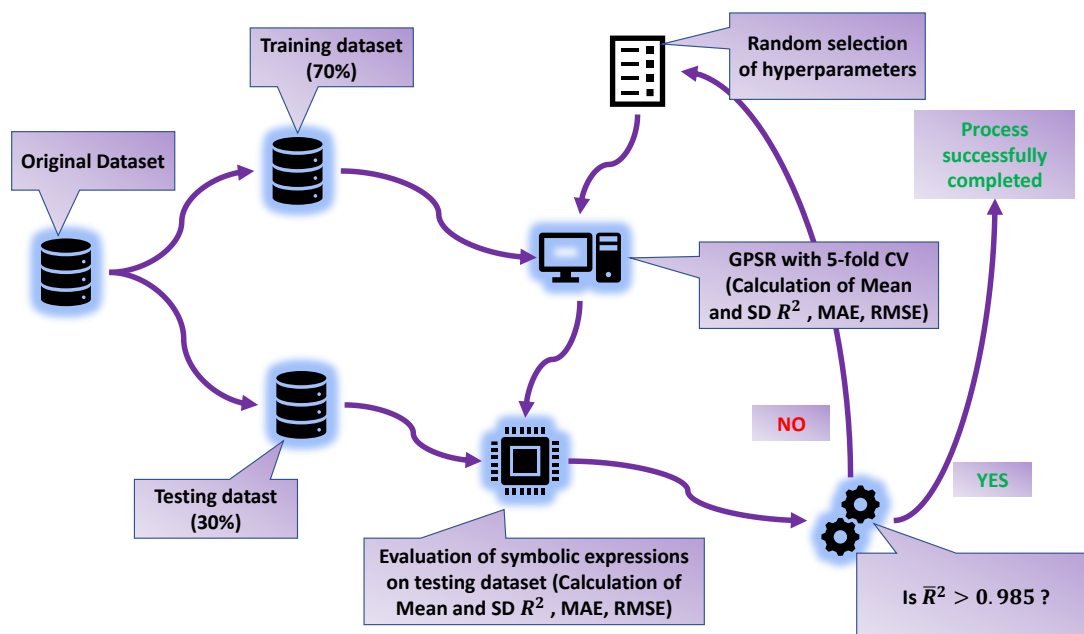 Training dataset
(70%)
Random selection
of hyperparameters
Original Dataset
Process
successfully
completed
GPSR with 5-fold CV
(Calculation of Mean
and SD R² , MAE, RMSE)
NO
YES
Testing datast
(30%)
Evaluation of symbolic expressions
on testing dataset (Calculation of
Mean and SD R² , MAE, RMSE)
Is R̅² > 0.985 ?